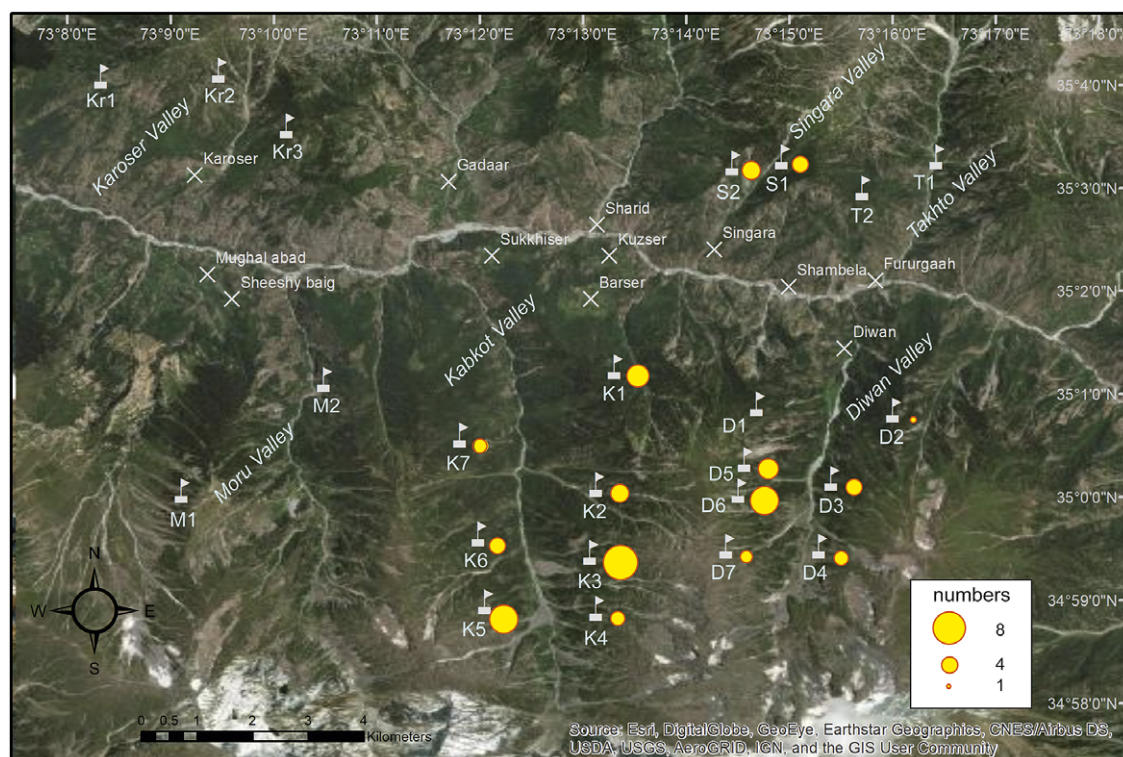 73°8'0"E 73°9'0"E 73°10'0"E 73°11'0"E 73°12'0"E 73°13'0"E 73°14'0"E 73°15'0"E 73°16'0"E 73°17'0"E 73°18'0"E
35°4'0"N
35°3'0"N
35°2'0"N
35°1'0"N
35°0'0"N
34°59'0"N
34°58'0"N
Kr1
Kr2
Kr3
Karoser Valley
Karoser
Gadaar
Singara Valley
S2
S1
T1
T2
Takhto Valley
Sharid
Sukkhiser
Kuzser
Singara
Mughal abad
Sheeshy baig
Barser
Shambela
Fururgaah
Diwan
Kabkot Valley
Diwan Valley
Moru Valley
M2
M1
K1
K7
K2
K6
K3
K5
K4
D1
D2
D5
D6
D3
D7
D4
N
W
E
S
numbers
8
4
1
0 0.5 1 2 3 4
Kilometers
Source: Esri, DigitalGlobe, GeoEye, Earthstar Geographics, CNES/Airbus DS,
USDA, USGS, AeroGRID, IGN, and the GIS User Community